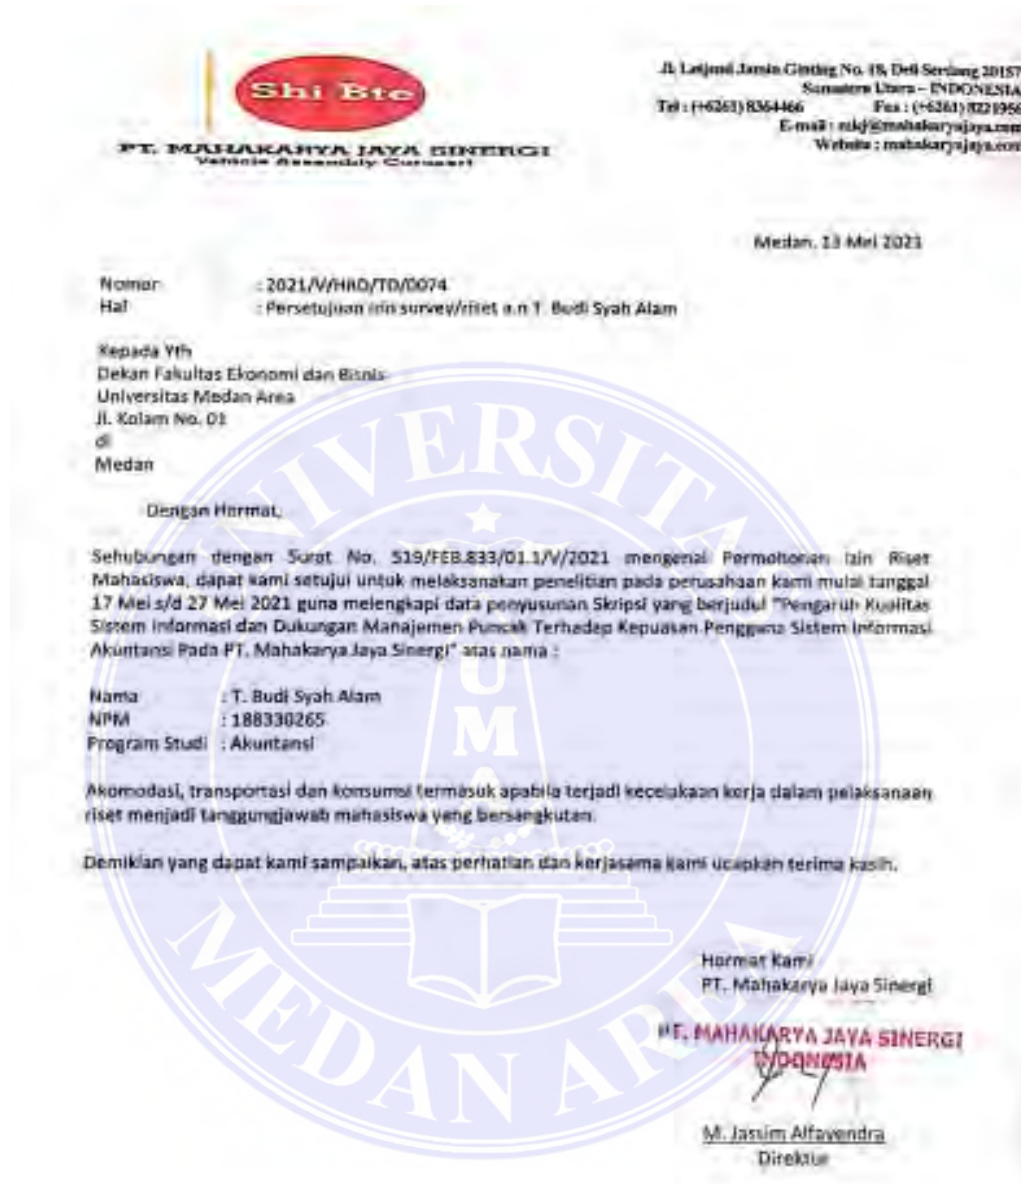 Shi Bto
PT. MAHAKARYA JAYA SINERGI
Vehicle Assembly Coroseri
Jl. Letjend Jamin Ginting No. 18, Deli Serdang 20157
Sumatera Utara – INDONESIA
Tel : (+6261) 8364466 Fax : (+6261) 8221956
E-mail : mkj@mahakaryajaya.com
Website : mahakaryajaya.com
Medan, 13 Mei 2021
Nomor : 2021/V/HRD/TD/0074
Hal : Persetujuan izin survey/riset a.n T. Budi Syah Alam
Kepada Yth
Dekan Fakultas Ekonomi dan Bisnis
Universitas Medan Area
Jl. Kolam No. 01
di
Medan
Dengan Hormat,
Sehubungan dengan Surat No. 519/FEB.833/01.1/V/2021 mengenai Permohonan Izin Riset
Mahasiswa, dapat kami setujui untuk melaksanakan penelitian pada perusahaan kami mulai tanggal
17 Mei s/d 27 Mei 2021 guna melengkapi data penyusunan Skripsi yang berjudul "Pengaruh Kualitas
Sistem Informasi dan Dukungan Manajemen Puncak Terhadap Kepuasan Pengguna Sistem Informasi
Akuntansi Pada PT. Mahakarya Jaya Sinergi" atas nama :
Nama : T. Budi Syah Alam
NPM : 188330265
Program Studi : Akuntansi
Akomodasi, transportasi dan konsumsi termasuk apabila terjadi kecelakaan kerja dalam pelaksanaan
riset menjadi tanggungjawab mahasiswa yang bersangkutan.
Demikian yang dapat kami sampaikan, atas perhatian dan kerjasama kami ucapkan terima kasih.
Hormat Kami
PT. Mahakarya Jaya Sinergi
PT. MAHAKARYA JAYA SINERGI
INDONESIA
M. Jassim Alfavendra
Direktur
UNIVERSITAS
UMA
MEDAN AREA